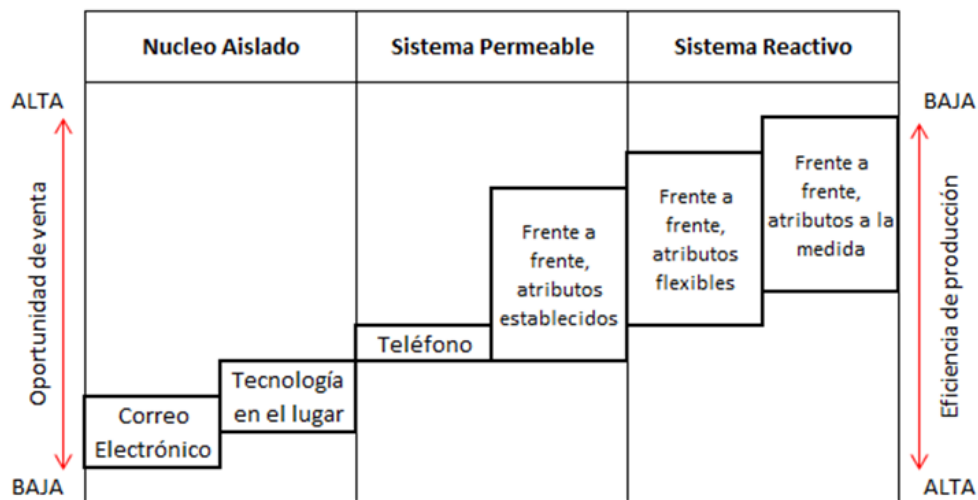 Nucleo Aislado
Sistema Permeable
Sistema Reactivo
ALTA
BAJA
Oportunidad de venta
Eficiencia de producción
Correo
Electrónico
Tecnología
en el lugar
Teléfono
Frente a
frente,
atributos
establecidos
Frente a
frente,
atributos
flexibles
Frente a
frente,
atributos a la
medida
BAJA
ALTA